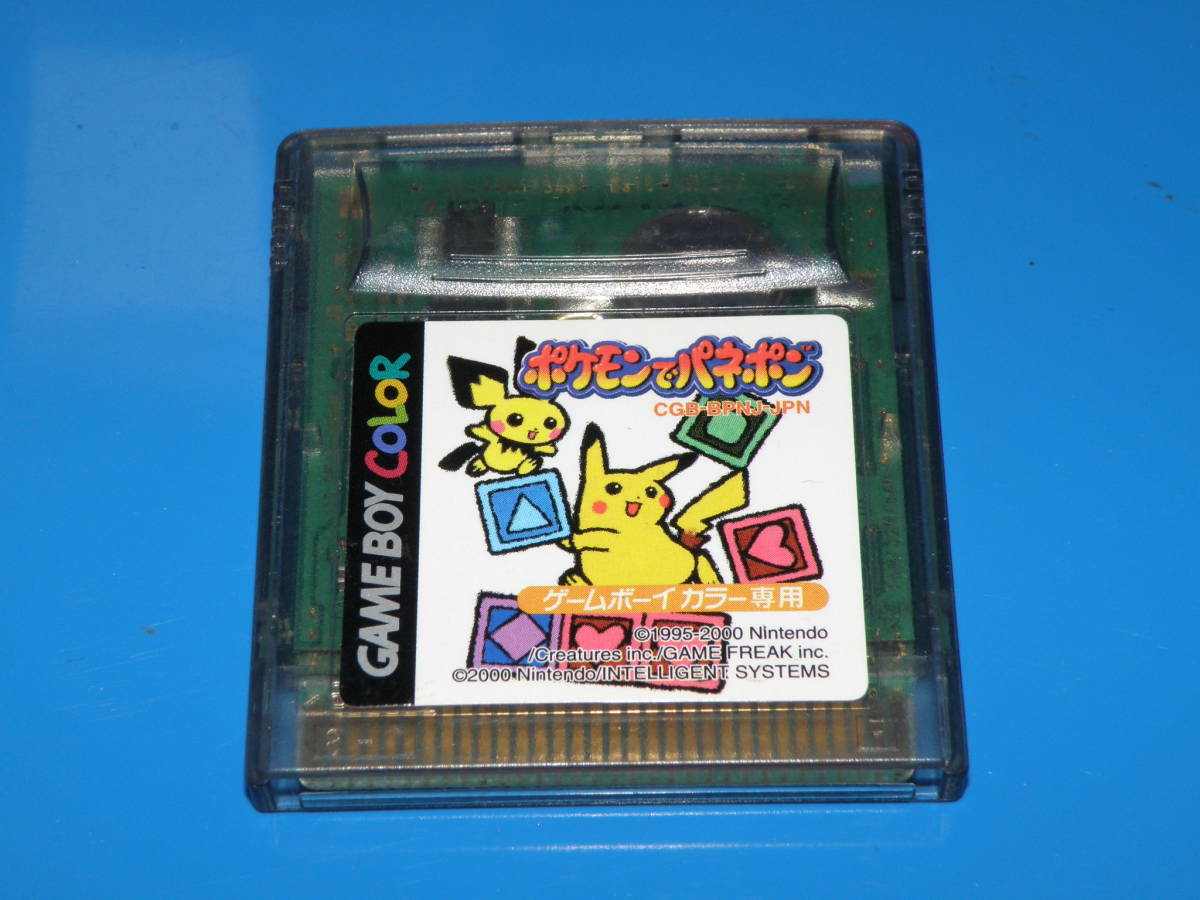 ポケモンでパネポン™
CGB-BPNJ-JPN
GAME BOY COLOR
ゲームボーイカラー専用
©1995-2000 Nintendo
/Creatures inc./GAME FREAK inc.
©2000 Nintendo/INTELLIGENT SYSTEMS